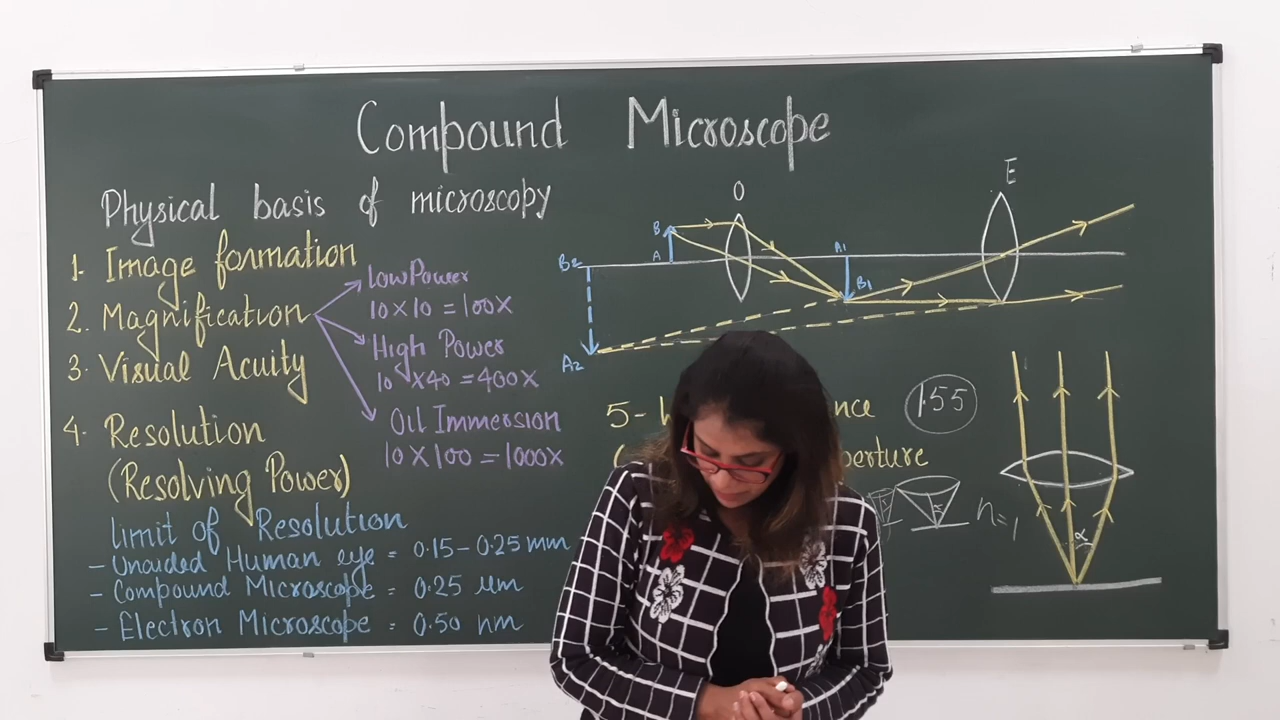 Compound Microscope
Physical basis of microscopy
1. Image formation
2. Magnification
Low Power
10 X 10 = 100X
High Power
10 X40 = 400X
Oil Immersion
10 X 100 = 1000X
3. Visual Acuity
4. Resolution
(Resolving Power)
limit of Resolution
- Unaided Human eye = 0.15 - 0.25 mm
- Compound Microscope = 0.25 um
- Electron Microscope = 0.50 nm
O
E
B
A
A1
B1
B2
A2
5-
1.55
n=1
α